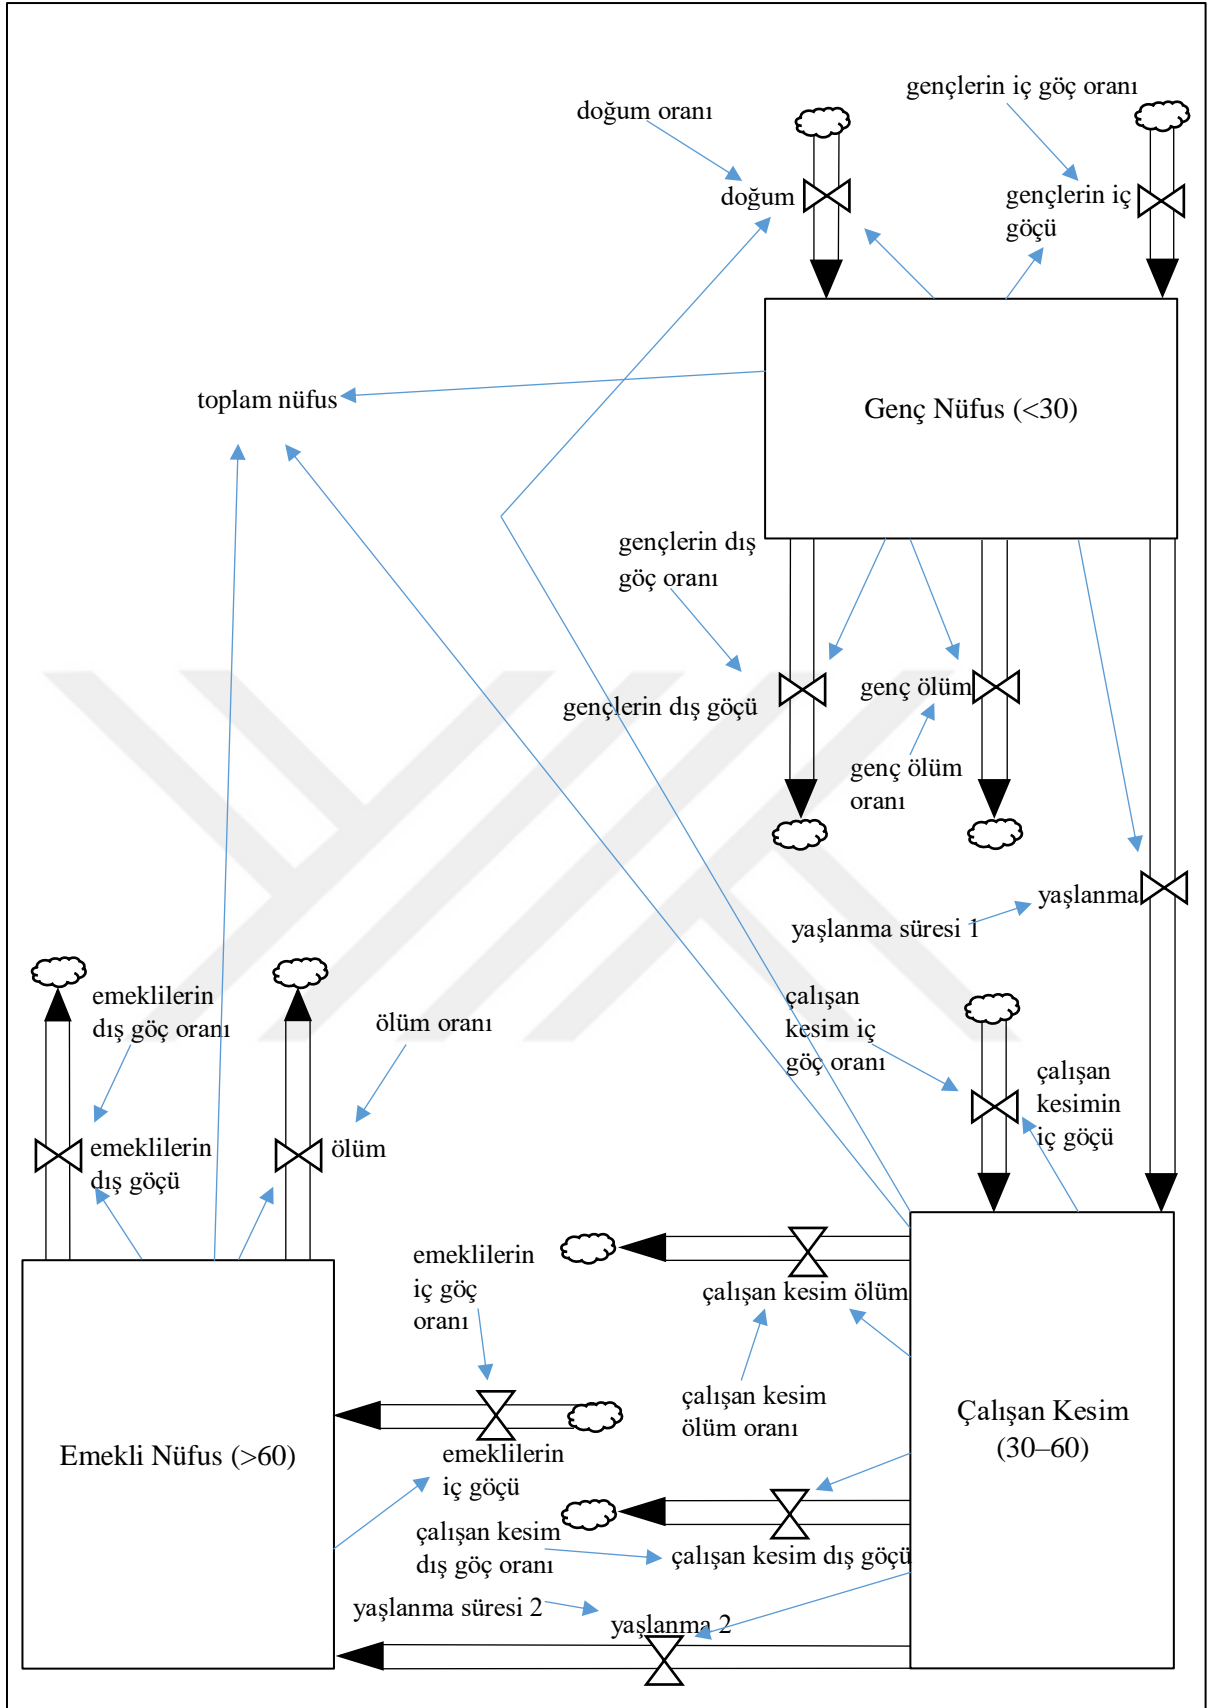 gençlerin iç göç oranı
doğum oranı
doğum
gençlerin iç
göçü
toplam nüfus
Genç Nüfus (<30)
gençlerin dış
göç oranı
gençlerin dış göçü
genç ölüm
genç ölüm
oranı
yaşlanma
yaşlanma süresi 1
emeklilerin
dış göç oranı
ölüm oranı
çalışan
kesim iç
göç oranı
çalışan
kesimin
iç göçü
emeklilerin
dış göçü
ölüm
emeklilerin
iç göç
oranı
çalışan kesim ölüm
çalışan kesim
ölüm oranı
Çalışan Kesim
(30–60)
Emekli Nüfus (>60)
emeklilerin
iç göçü
çalışan kesim
dış göç oranı
çalışan kesim dış göçü
yaşlanma süresi 2
yaşlanma 2